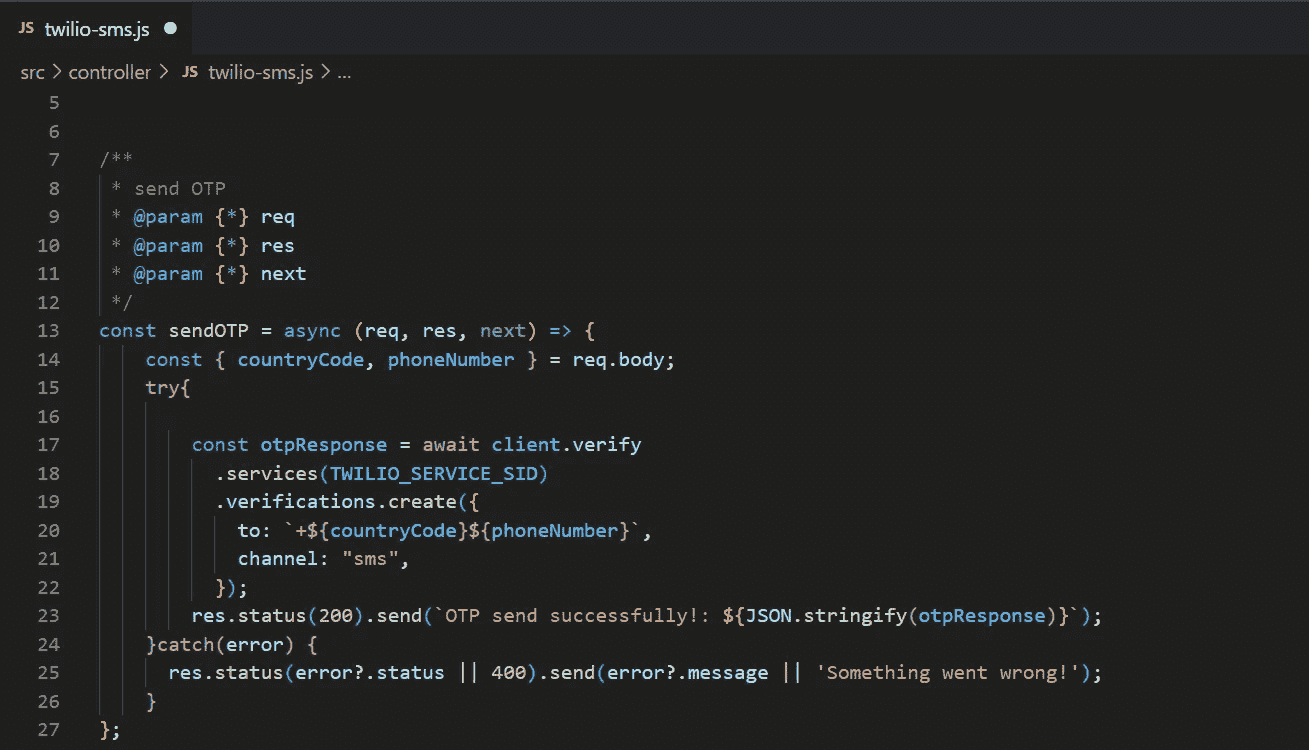 JS twilio-sms.js
src > controller > JS twilio-sms.js > ...
5
6
7 /**
8  * send OTP
9  * @param {*} req
10  * @param {*} res
11  * @param {*} next
12  */
13 const sendOTP = async (req, res, next) => {
14     const { countryCode, phoneNumber } = req.body;
15     try{
16
17         const otpResponse = await client.verify
18           .services(TWILIO_SERVICE_SID)
19           .verifications.create({
20             to: `+${countryCode}${phoneNumber}`,
21             channel: "sms",
22           });
23         res.status(200).send(`OTP send successfully!: ${JSON.stringify(otpResponse)}`);
24     }catch(error) {
25       res.status(error?.status || 400).send(error?.message || 'Something went wrong!');
26     }
27 };